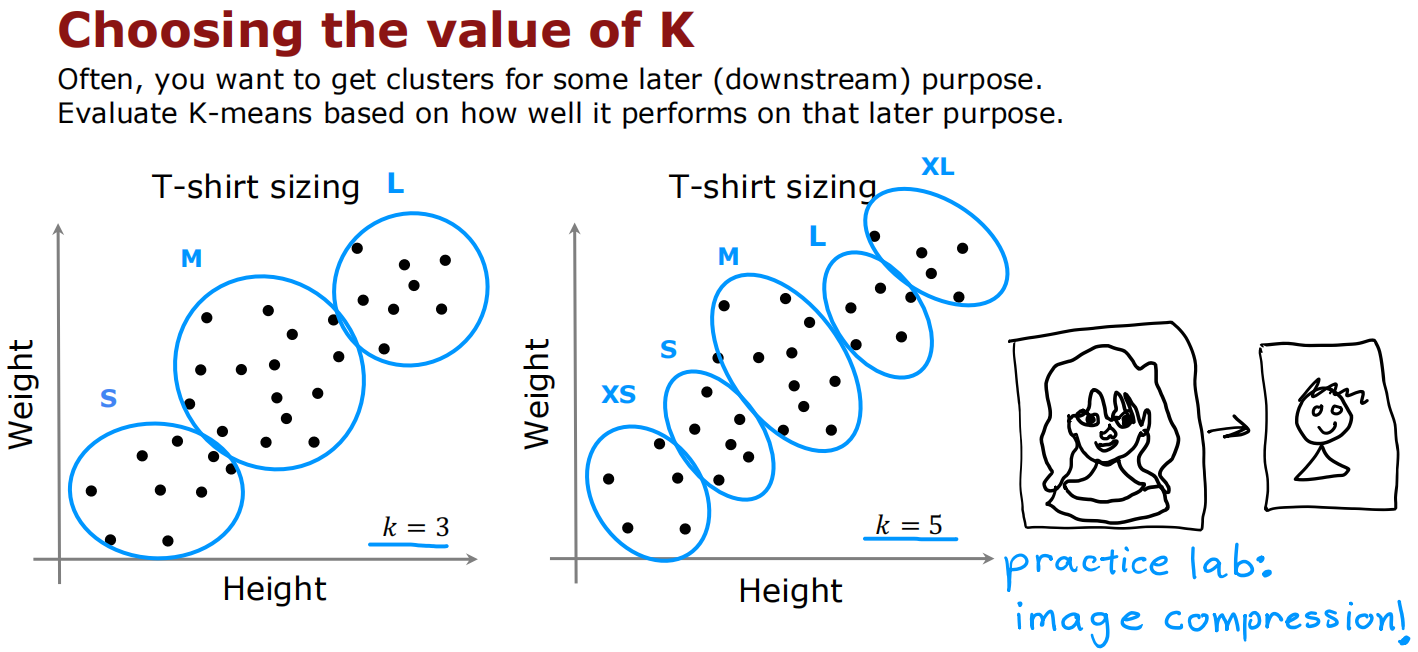 Choosing the value of K
Often, you want to get clusters for some later (downstream) purpose.
Evaluate K-means based on how well it performs on that later purpose.
T-shirt sizing
L
M
S
Weight
k = 3
Height
T-shirt sizing
XL
L
M
S
XS
Weight
k = 5
Height
practice lab:
image compression!